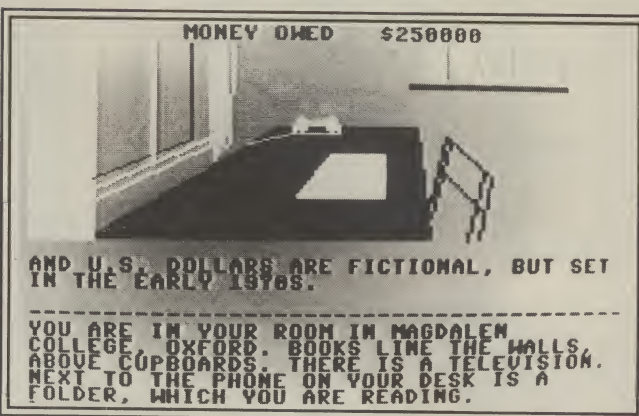 MONEY OWED $250000
AND U.S. DOLLARS ARE FICTIONAL, BUT SET
IN THE EARLY 1970S.
YOU ARE IN YOUR ROOM IN MAGDALEN
COLLEGE, OXFORD. BOOKS LINE THE WALLS,
ABOVE CUPBOARDS. THERE IS A TELEVISION.
NEXT TO THE PHONE ON YOUR DESK IS A
FOLDER, WHICH YOU ARE READING.